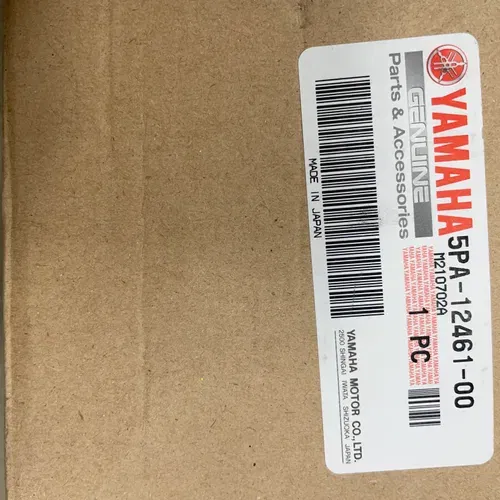 YAMAHA
GENUINE
Parts & Accessories
5PA-12461-00
M210702A
1 PC
MADE IN JAPAN
YAMAHA MOTOR CO., LTD.
2500 SHINGAI IWATA SHIZUOKA JAPAN